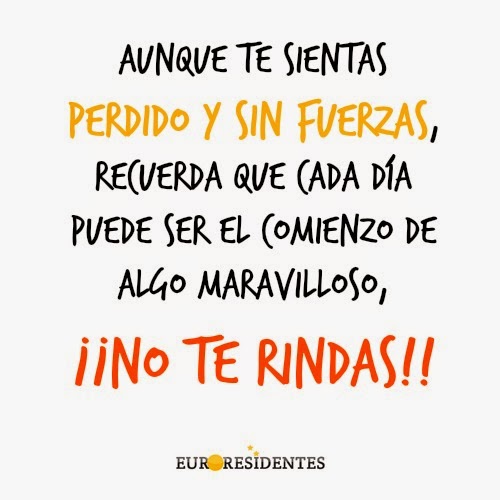 AUNQUE TE SIENTAS
PERDIDO Y SIN FUERZAS,
RECUERDA QUE CADA DÍA
PUEDE SER EL COMIENZO DE
ALGO MARAVILLOSO,
¡¡NO TE RINDAS!!
EURORESIDENTES